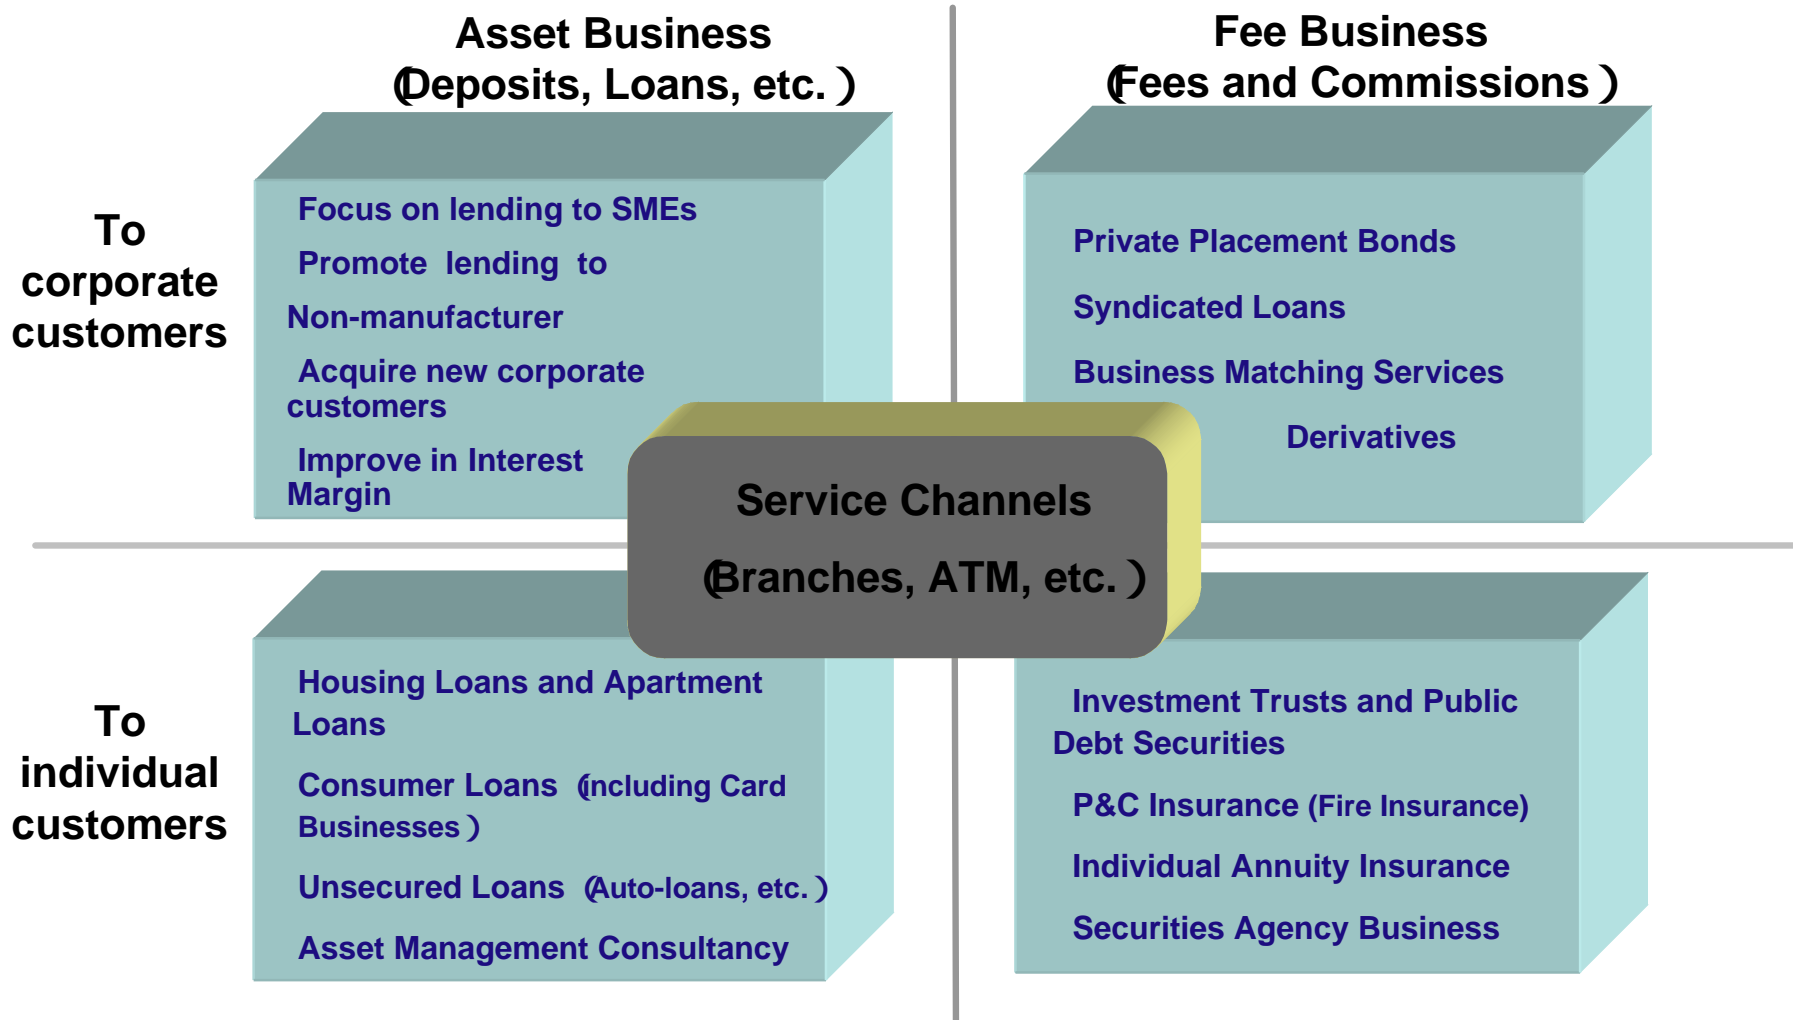 Asset Business
(Deposits, Loans, etc.)
Fee Business
(Fees and Commissions)
To
corporate
customers
Focus on lending to SMEs
Promote lending to
Non-manufacturer
Acquire new corporate
customers
Improve in Interest
Margin
Private Placement Bonds
Syndicated Loans
Business Matching Services
Derivatives
Service Channels
(Branches, ATM, etc.)
To
individual
customers
Housing Loans and Apartment
Loans
Consumer Loans (including Card
Businesses)
Unsecured Loans (Auto-loans, etc.)
Asset Management Consultancy
Investment Trusts and Public
Debt Securities
P&C Insurance (Fire Insurance)
Individual Annuity Insurance
Securities Agency Business